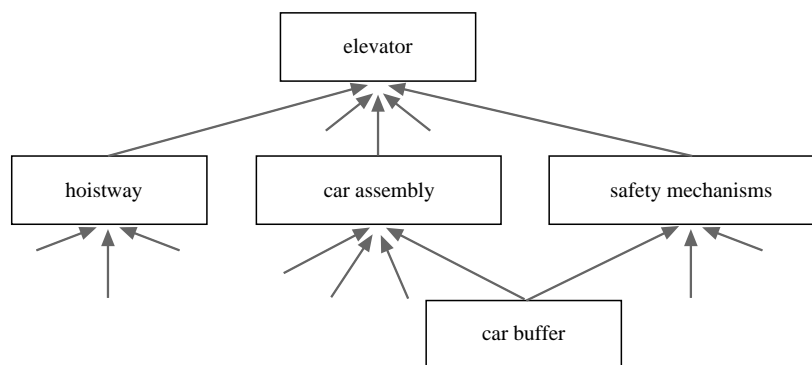 elevator
hoistway
car assembly
safety mechanisms
car buffer